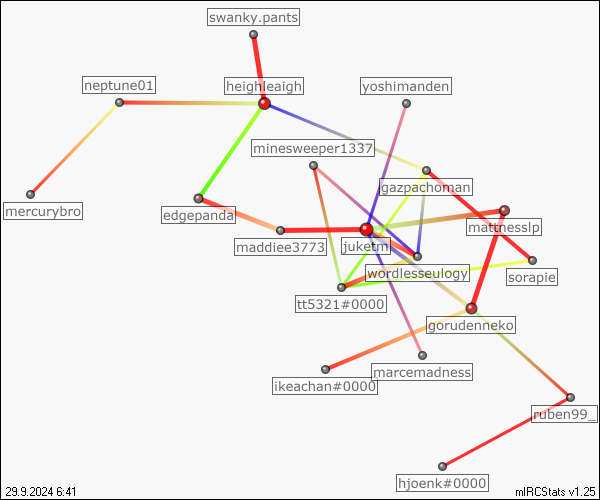 swanky.pants
neptune01
heighleaigh
yoshimanden
minesweeper1337
gazpachoman
mercurybro
edgepanda
mattnesslp
maddiee3773
juketml
wordlesseulogy
sorapie
tt5321#0000
gorudenneko
marcemadness
ikeachan#0000
ruben99_
hjoenk#0000
29.9.2024 6:41
mIRCStats v1.25